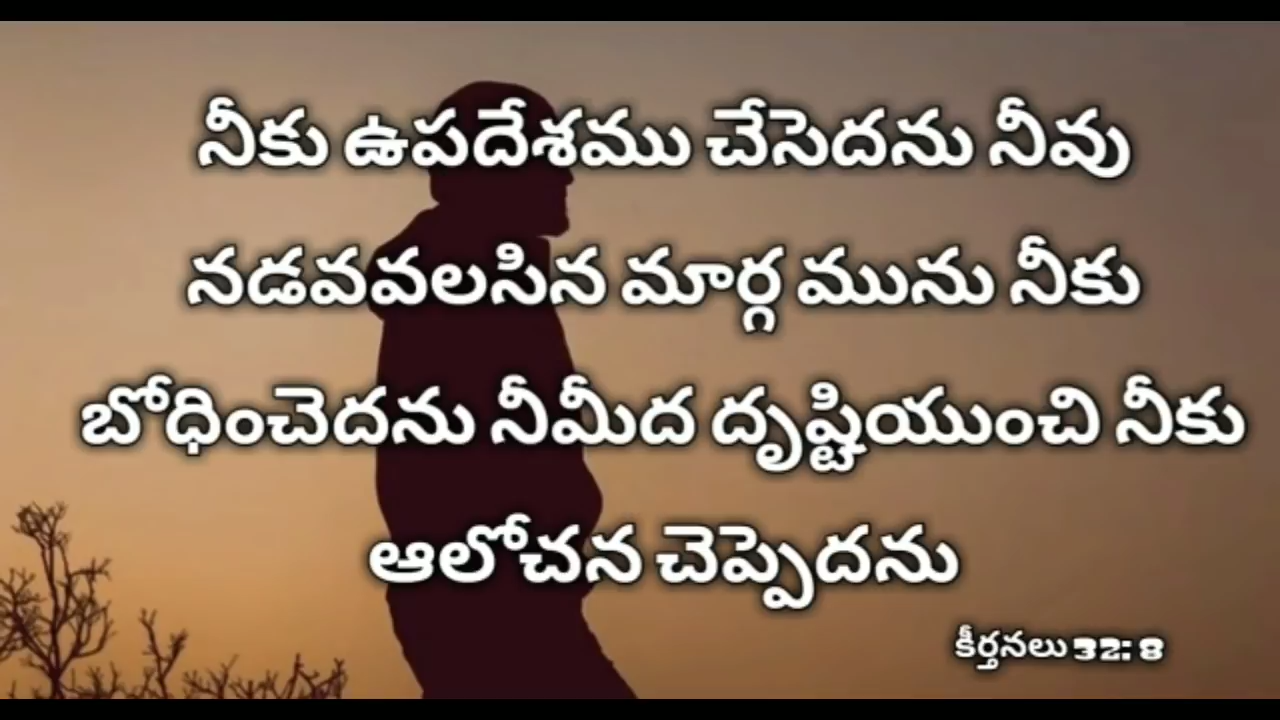 నీకు ఉపదేశము చేసెదను నీవు
నడవవలసిన మార్గ మును నీకు
బోధించెదను నీమీద దృష్టియుంచి నీకు
ఆలోచన చెప్పెదను
కీర్తనలు 32: 8